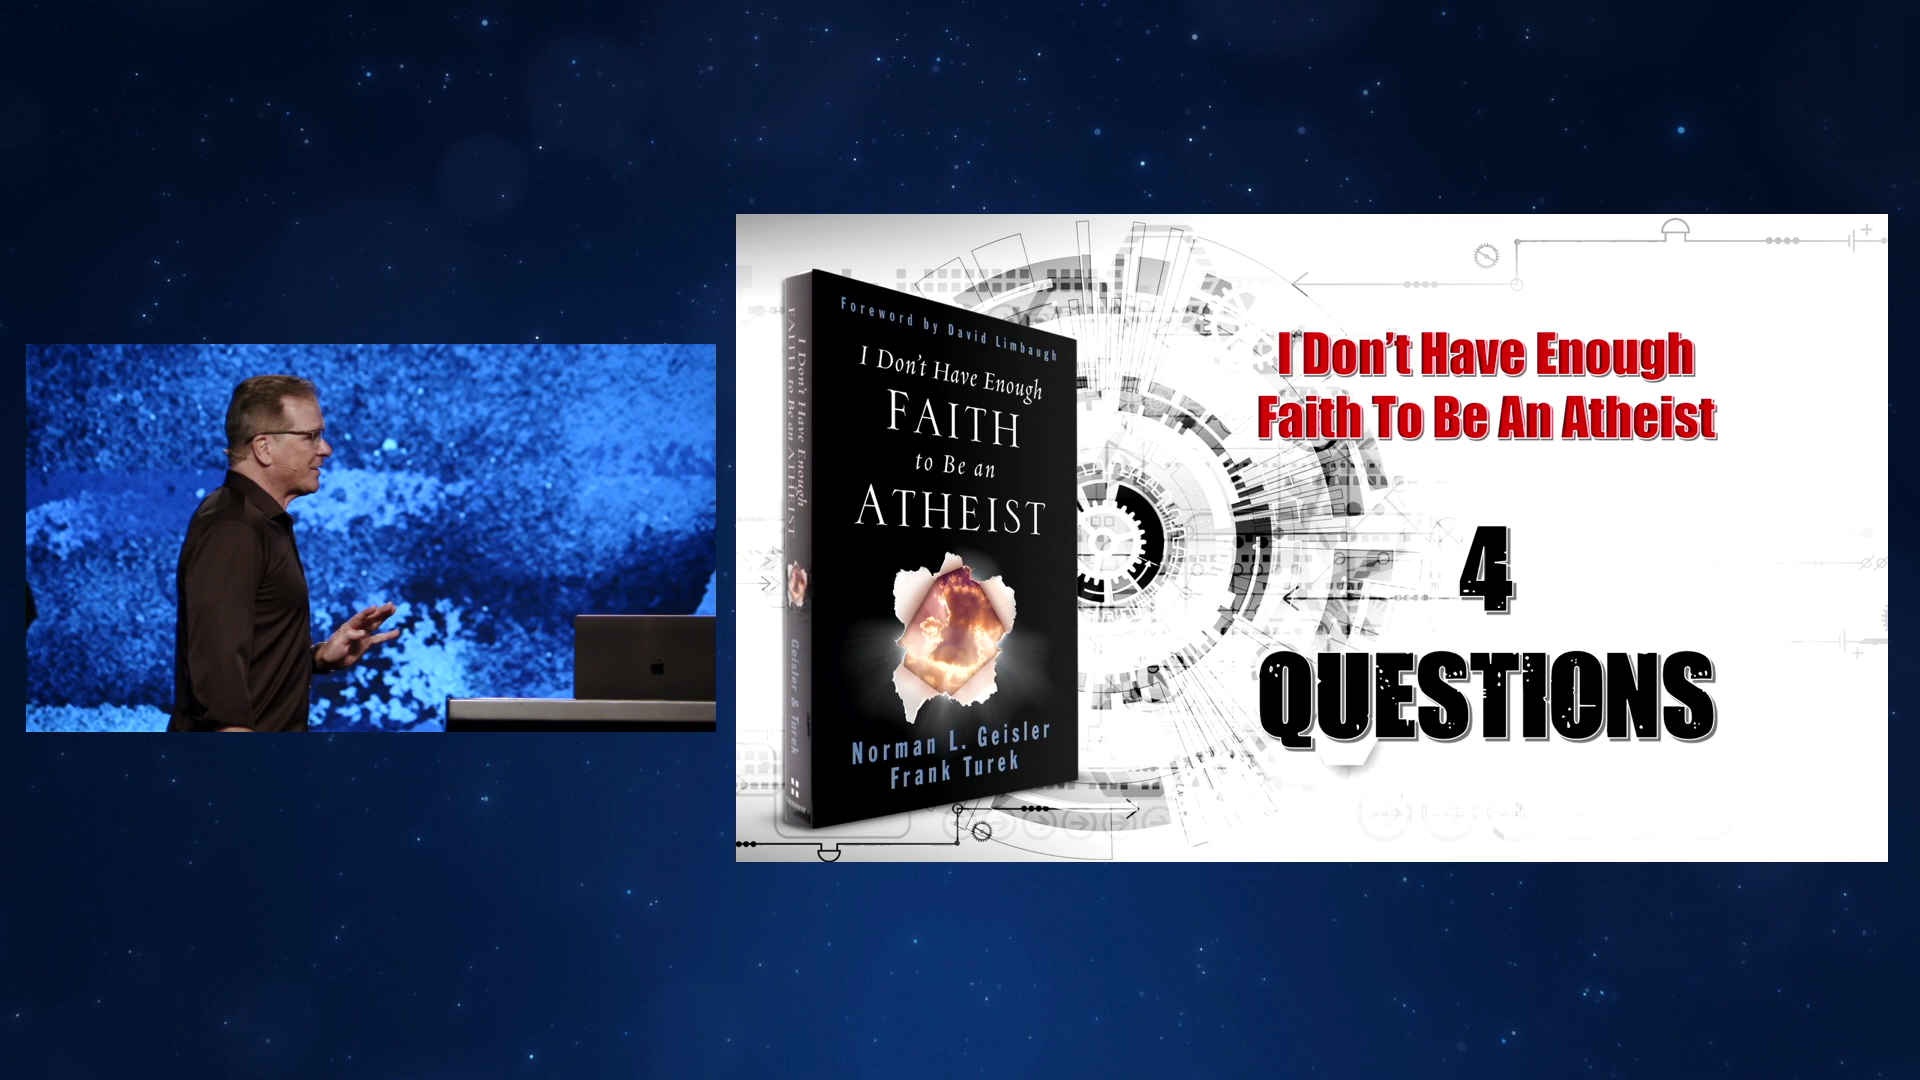 Foreword by David Limbaugh
I Don't Have Enough
FAITH
to Be an
ATHEIST
Norman L. Geisler
Frank Turek
I Don't Have Enough
FAITH to Be an ATHEIST
Geisler & Turek
I Don't Have Enough
Faith To Be An Atheist
4
QUESTIONS